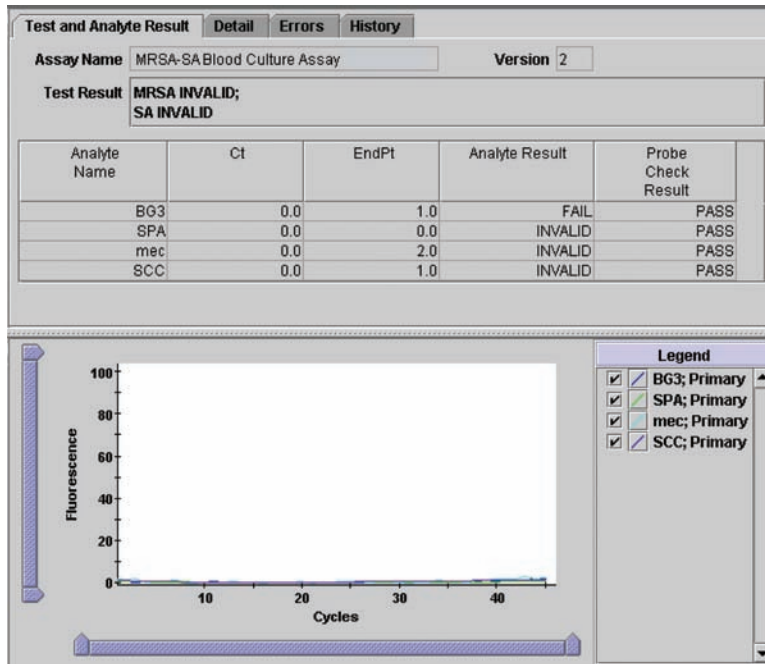 Test and Analyte Result Detail Errors History
Assay Name MRSA-SA Blood Culture Assay Version 2
Test Result MRSA INVALID;
SA INVALID
Analyte Name Ct EndPt Analyte Result Probe Check Result
BG3 0.0 1.0 FAIL PASS
SPA 0.0 0.0 INVALID PASS
mec 0.0 2.0 INVALID PASS
SCC 0.0 1.0 INVALID PASS
Legend
BG3; Primary
SPA; Primary
mec; Primary
SCC; Primary
100
80
60
40
20
0
Fluorescence
10 20 30 40
Cycles